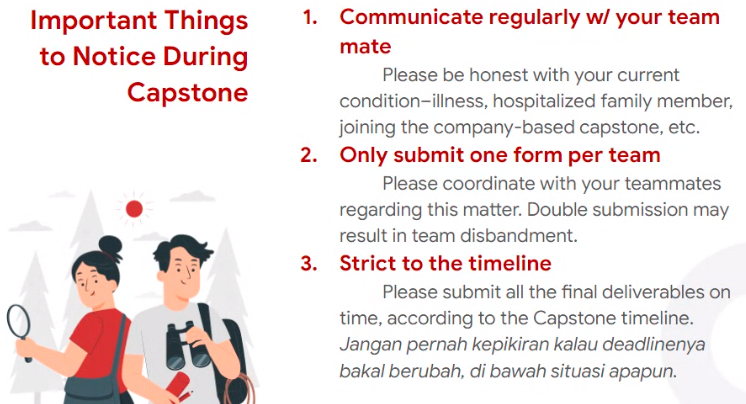 Important Things
to Notice During
Capstone
1. Communicate regularly w/ your team
mate
Please be honest with your current
condition–illness, hospitalized family member,
joining the company-based capstone, etc.
2. Only submit one form per team
Please coordinate with your teammates
regarding this matter. Double submission may
result in team disbandment.
3. Strict to the timeline
Please submit all the final deliverables on
time, according to the Capstone timeline.
Jangan pernah kepikiran kalau deadlinenya
bakal berubah, di bawah situasi apapun.